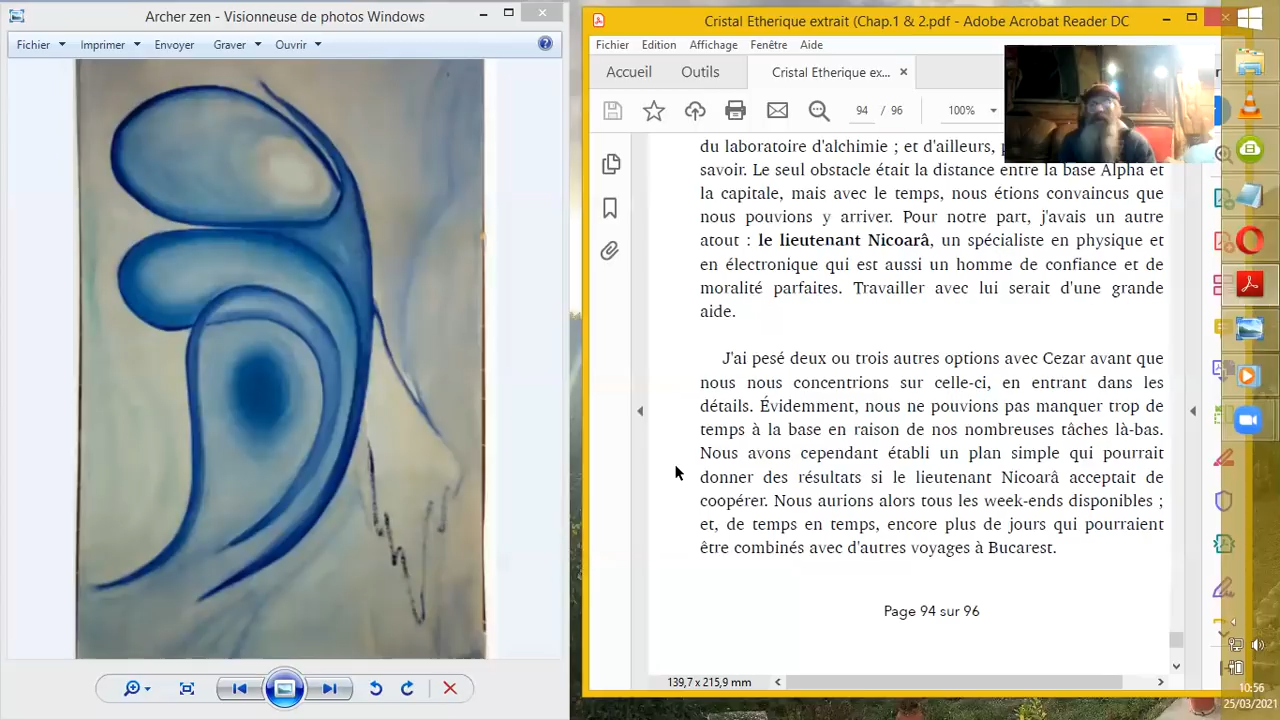 Archer zen - Visionneuse de photos Windows
Fichier Imprimer Envoyer Graver Ouvrir
Cristal Etherique extrait (Chap.1 & 2.pdf - Adobe Acrobat Reader DC
Fichier Edition Affichage Fenêtre Aide
Accueil Outils Cristal Etherique ex...
94 / 96 100%
du laboratoire d'alchimie ; et d'ailleurs,
savoir. Le seul obstacle était la distance entre la base Alpha et
la capitale, mais avec le temps, nous étions convaincus que
nous pouvions y arriver. Pour notre part, j'avais un autre
atout : le lieutenant Nicoarâ, un spécialiste en physique et
en électronique qui est aussi un homme de confiance et de
moralité parfaites. Travailler avec lui serait d'une grande
aide.
J'ai pesé deux ou trois autres options avec Cezar avant que
nous nous concentrions sur celle-ci, en entrant dans les
détails. Évidemment, nous ne pouvions pas manquer trop de
temps à la base en raison de nos nombreuses tâches là-bas.
Nous avons cependant établi un plan simple qui pourrait
donner des résultats si le lieutenant Nicoarâ acceptait de
coopérer. Nous aurions alors tous les week-ends disponibles ;
et, de temps en temps, encore plus de jours qui pourraient
être combinés avec d'autres voyages à Bucarest.
Page 94 sur 96
139,7 x 215,9 mm
10:56
25/03/2021